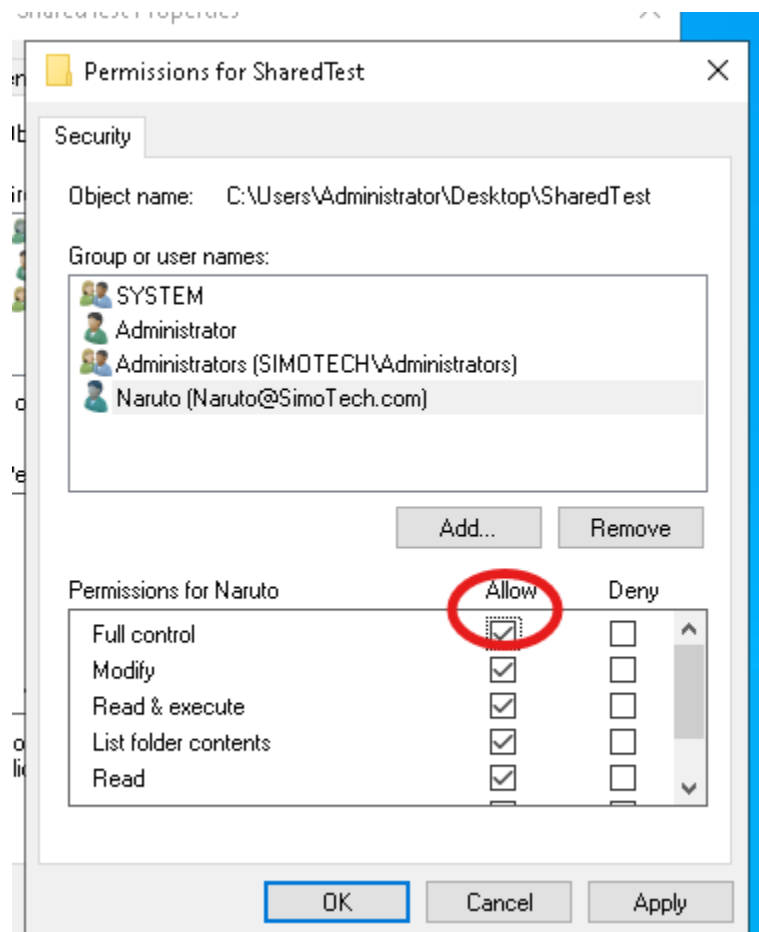 SharedTest Properties
Permissions for SharedTest
Security
Object name: C:\Users\Administrator\Desktop\SharedTest
Group or user names:
SYSTEM
Administrator
Administrators (SIMOTECH\Administrators)
Naruto (Naruto@SimoTech.com)
Add...
Remove
Permissions for Naruto Allow Deny
Full control
Modify
Read & execute
List folder contents
Read
OK Cancel Apply